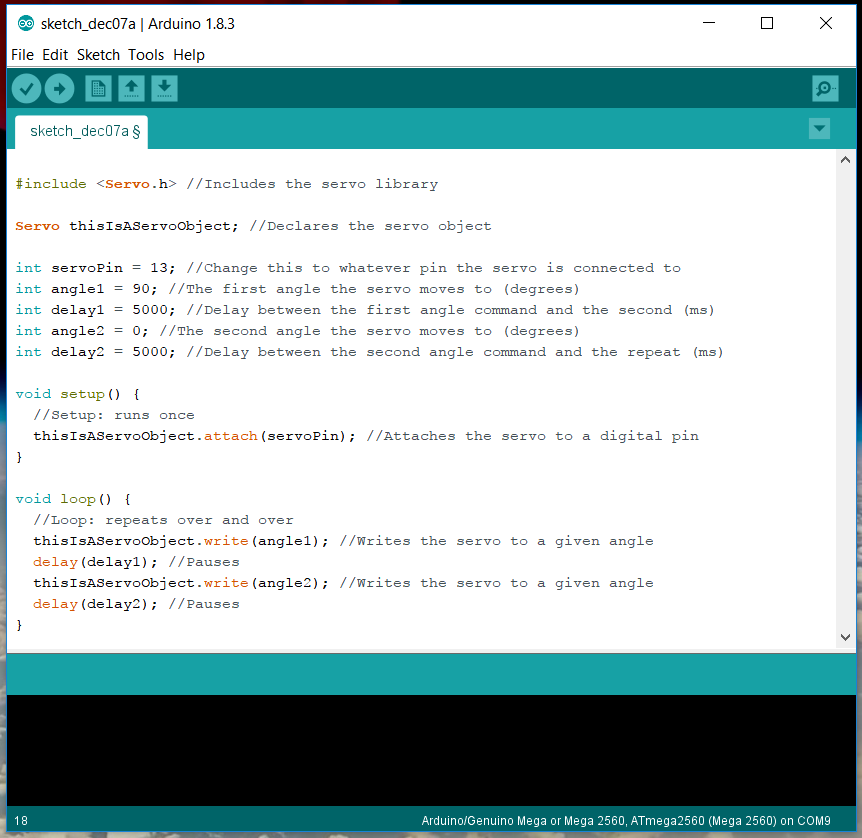 sketch_dec07a | Arduino 1.8.3
File Edit Sketch Tools Help
sketch_dec07a §
#include <Servo.h> //Includes the servo library
Servo thisIsAServoObject; //Declares the servo object
int servoPin = 13; //Change this to whatever pin the servo is connected to
int angle1 = 90; //The first angle the servo moves to (degrees)
int delay1 = 5000; //Delay between the first angle command and the second (ms)
int angle2 = 0; //The second angle the servo moves to (degrees)
int delay2 = 5000; //Delay between the second angle command and the repeat (ms)
void setup() {
  //Setup: runs once
  thisIsAServoObject.attach(servoPin); //Attaches the servo to a digital pin
}
void loop() {
  //Loop: repeats over and over
  thisIsAServoObject.write(angle1); //Writes the servo to a given angle
  delay(delay1); //Pauses
  thisIsAServoObject.write(angle2); //Writes the servo to a given angle
  delay(delay2); //Pauses
}
18 Arduino/Genuino Mega or Mega 2560, ATmega2560 (Mega 2560) on COM9